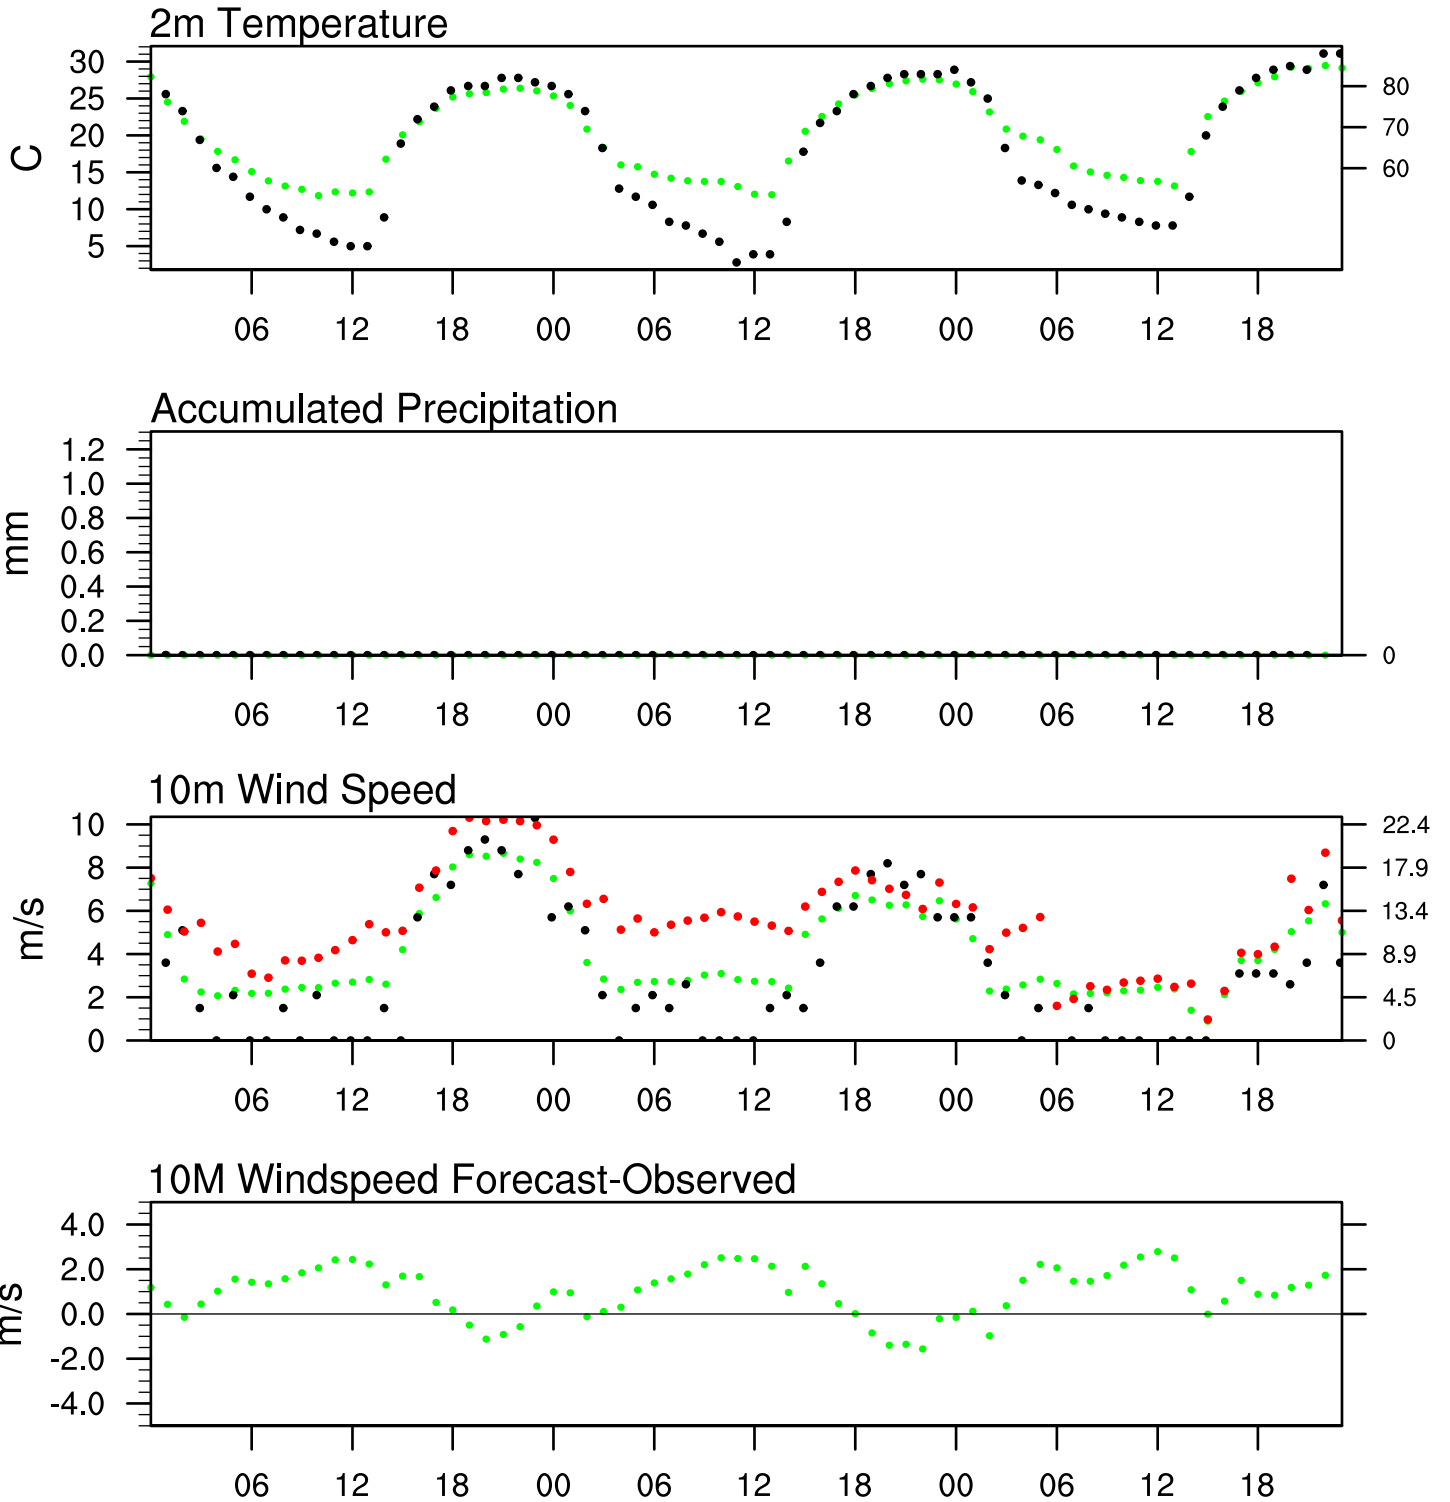 2m Temperature
30
25
20
15
10
5
C
80
70
60
06 12 18 00 06 12 18 00 06 12 18
Accumulated Precipitation
1.2
1.0
0.8
0.6
0.4
0.2
0.0
mm
0
06 12 18 00 06 12 18 00 06 12 18
10m Wind Speed
10
8
6
4
2
0
m/s
22.4
17.9
13.4
8.9
4.5
0
06 12 18 00 06 12 18 00 06 12 18
10M Windspeed Forecast-Observed
4.0
2.0
0.0
-2.0
-4.0
m/s
06 12 18 00 06 12 18 00 06 12 18